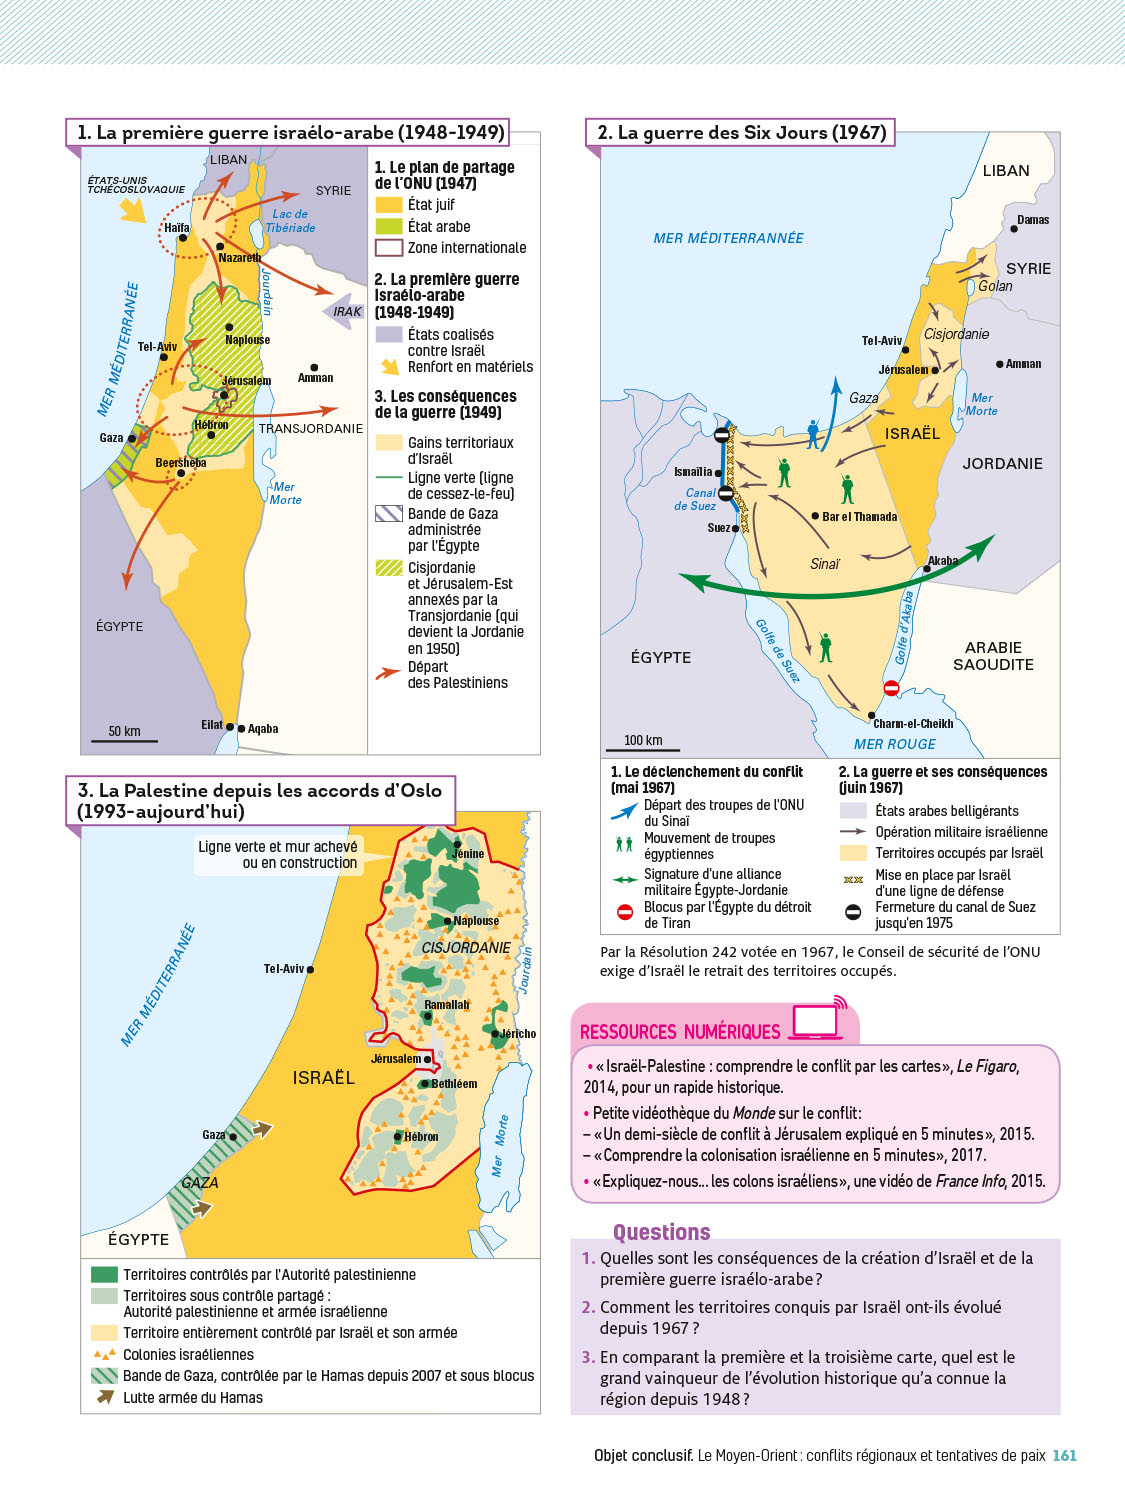 1. La première guerre israélo-arabe (1948-1949)
LIBAN
ÉTATS-UNIS
TCHÉCOSLOVAQUIE
SYRIE
Lac de
Tibériade
Haïfa
Nazareth
Jourdain
IRAK
MER MÉDITERRANÉE
Naplouse
Tel-Aviv
Amman
Jérusalem
Hébron
TRANSJORDANIE
Gaza
Beersheba
Mer
Morte
ÉGYPTE
Eilat
Aqaba
50 km
1. Le plan de partage
de l'ONU (1947)
État juif
État arabe
Zone internationale
2. La première guerre
israélo-arabe
(1948-1949)
États coalisés
contre Israël
Renfort en matériels
3. Les conséquences
de la guerre (1949)
Gains territoriaux
d'Israël
Ligne verte (ligne
de cessez-le-feu)
Bande de Gaza
administrée
par l'Égypte
Cisjordanie
et Jérusalem-Est
annexés par la
Transjordanie (qui
devient la Jordanie
en 1950)
Départ
des Palestiniens
2. La guerre des Six Jours (1967)
LIBAN
Damas
MER MÉDITERRANNÉE
SYRIE
Golan
Cisjordanie
Tel-Aviv
Jérusalem
Amman
Gaza
Mer
Morte
ISRAËL
JORDANIE
Ismaïlia
Canal
de Suez
Suez
Bar el Thamada
Sinaï
Akaba
Golfe de Suez
Golfe d'Akaba
ÉGYPTE
ARABIE
SAOUDITE
Charm-el-Cheikh
MER ROUGE
100 km
1. Le déclenchement du conflit
(mai 1967)
Départ des troupes de l'ONU
du Sinaï
Mouvement de troupes
égyptiennes
Signature d'une alliance
militaire Égypte-Jordanie
Blocus par l'Égypte du détroit
de Tiran
2. La guerre et ses conséquences
(juin 1967)
États arabes belligérants
Opération militaire israélienne
Territoires occupés par Israël
Mise en place par Israël
d'une ligne de défense
Fermeture du canal de Suez
jusqu'en 1975
Par la Résolution 242 votée en 1967, le Conseil de sécurité de l'ONU
exige d'Israël le retrait des territoires occupés.
3. La Palestine depuis les accords d'Oslo
(1993-aujourd'hui)
Ligne verte et mur achevé
ou en construction
Jénine
Naplouse
CISJORDANIE
MER MÉDITERRANÉE
Tel-Aviv
Jourdain
Ramallah
Jéricho
Jérusalem
ISRAËL
Bethléem
Gaza
Hébron
Mer Morte
GAZA
ÉGYPTE
Territoires contrôlés par l'Autorité palestinienne
Territoires sous contrôle partagé :
Autorité palestinienne et armée israélienne
Territoire entièrement contrôlé par Israël et son armée
Colonies israéliennes
Bande de Gaza, contrôlée par le Hamas depuis 2007 et sous blocus
Lutte armée du Hamas
RESSOURCES NUMÉRIQUES
• « Israël-Palestine : comprendre le conflit par les cartes », Le Figaro,
2014, pour un rapide historique.
• Petite vidéothèque du Monde sur le conflit :
– « Un demi-siècle de conflit à Jérusalem expliqué en 5 minutes », 2015.
– « Comprendre la colonisation israélienne en 5 minutes », 2017.
• « Expliquez-nous... les colons israéliens », une vidéo de France Info, 2015.
Questions
1. Quelles sont les conséquences de la création d'Israël et de la
première guerre israélo-arabe ?
2. Comment les territoires conquis par Israël ont-ils évolué
depuis 1967 ?
3. En comparant la première et la troisième carte, quel est le
grand vainqueur de l'évolution historique qu'a connue la
région depuis 1948 ?
Objet conclusif. Le Moyen-Orient : conflits régionaux et tentatives de paix 161